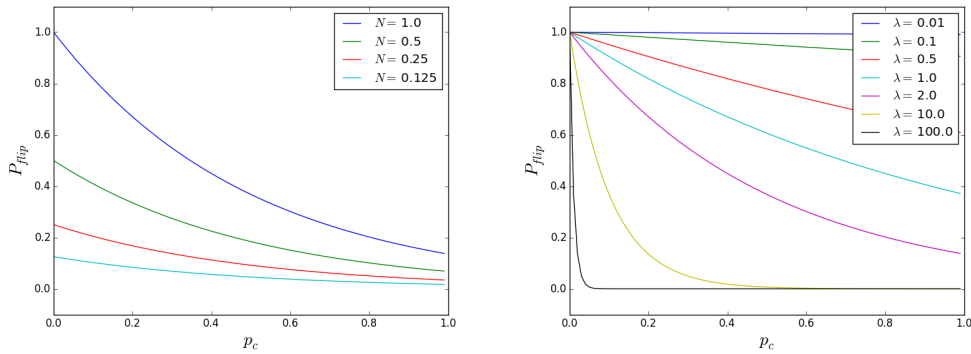 N = 1.0
N = 0.5
N = 0.25
N = 0.125
1.0
0.8
0.6
0.4
0.2
0.0
P_flip
0.0 0.2 0.4 0.6 0.8 1.0
p_c
λ = 0.01
λ = 0.1
λ = 0.5
λ = 1.0
λ = 2.0
λ = 10.0
λ = 100.0
1.0
0.8
0.6
0.4
0.2
0.0
P_flip
0.0 0.2 0.4 0.6 0.8 1.0
p_c